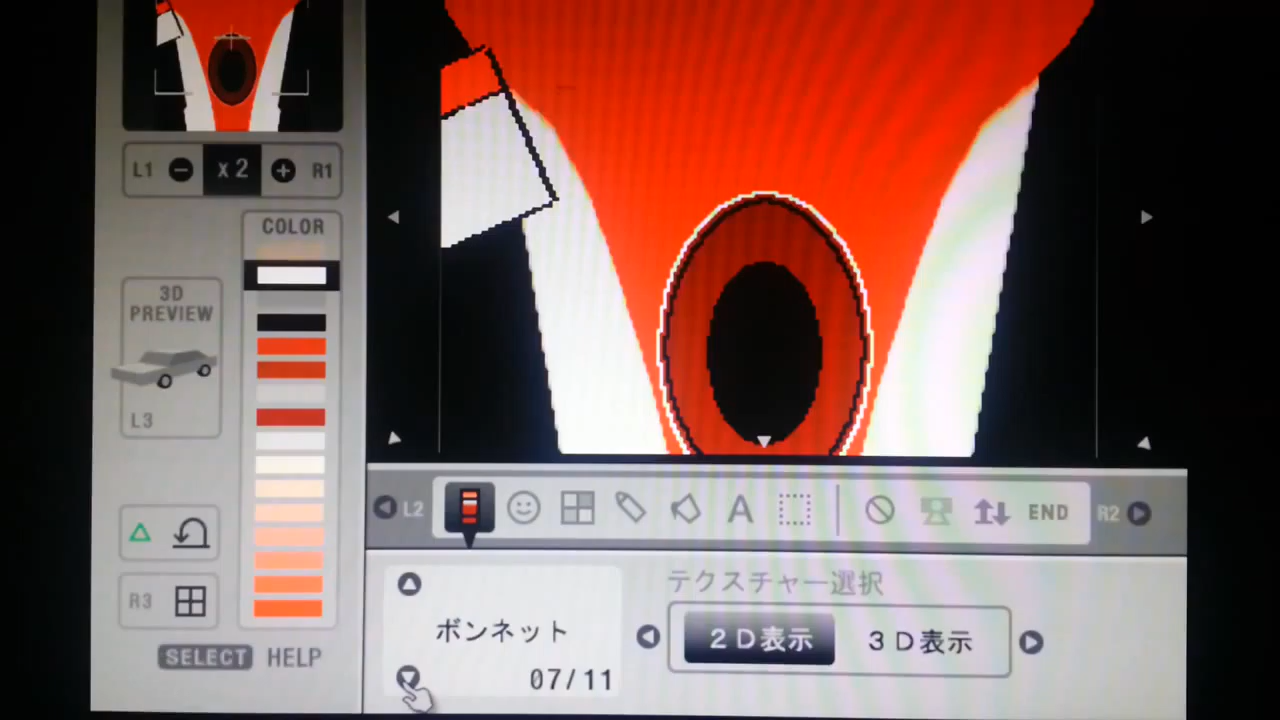 L1 x2 R1
COLOR
3D
PREVIEW
L3
R3
SELECT HELP
L2 A END R2
テクスチャー選択
ボンネット
07/11
2D表示 3D表示